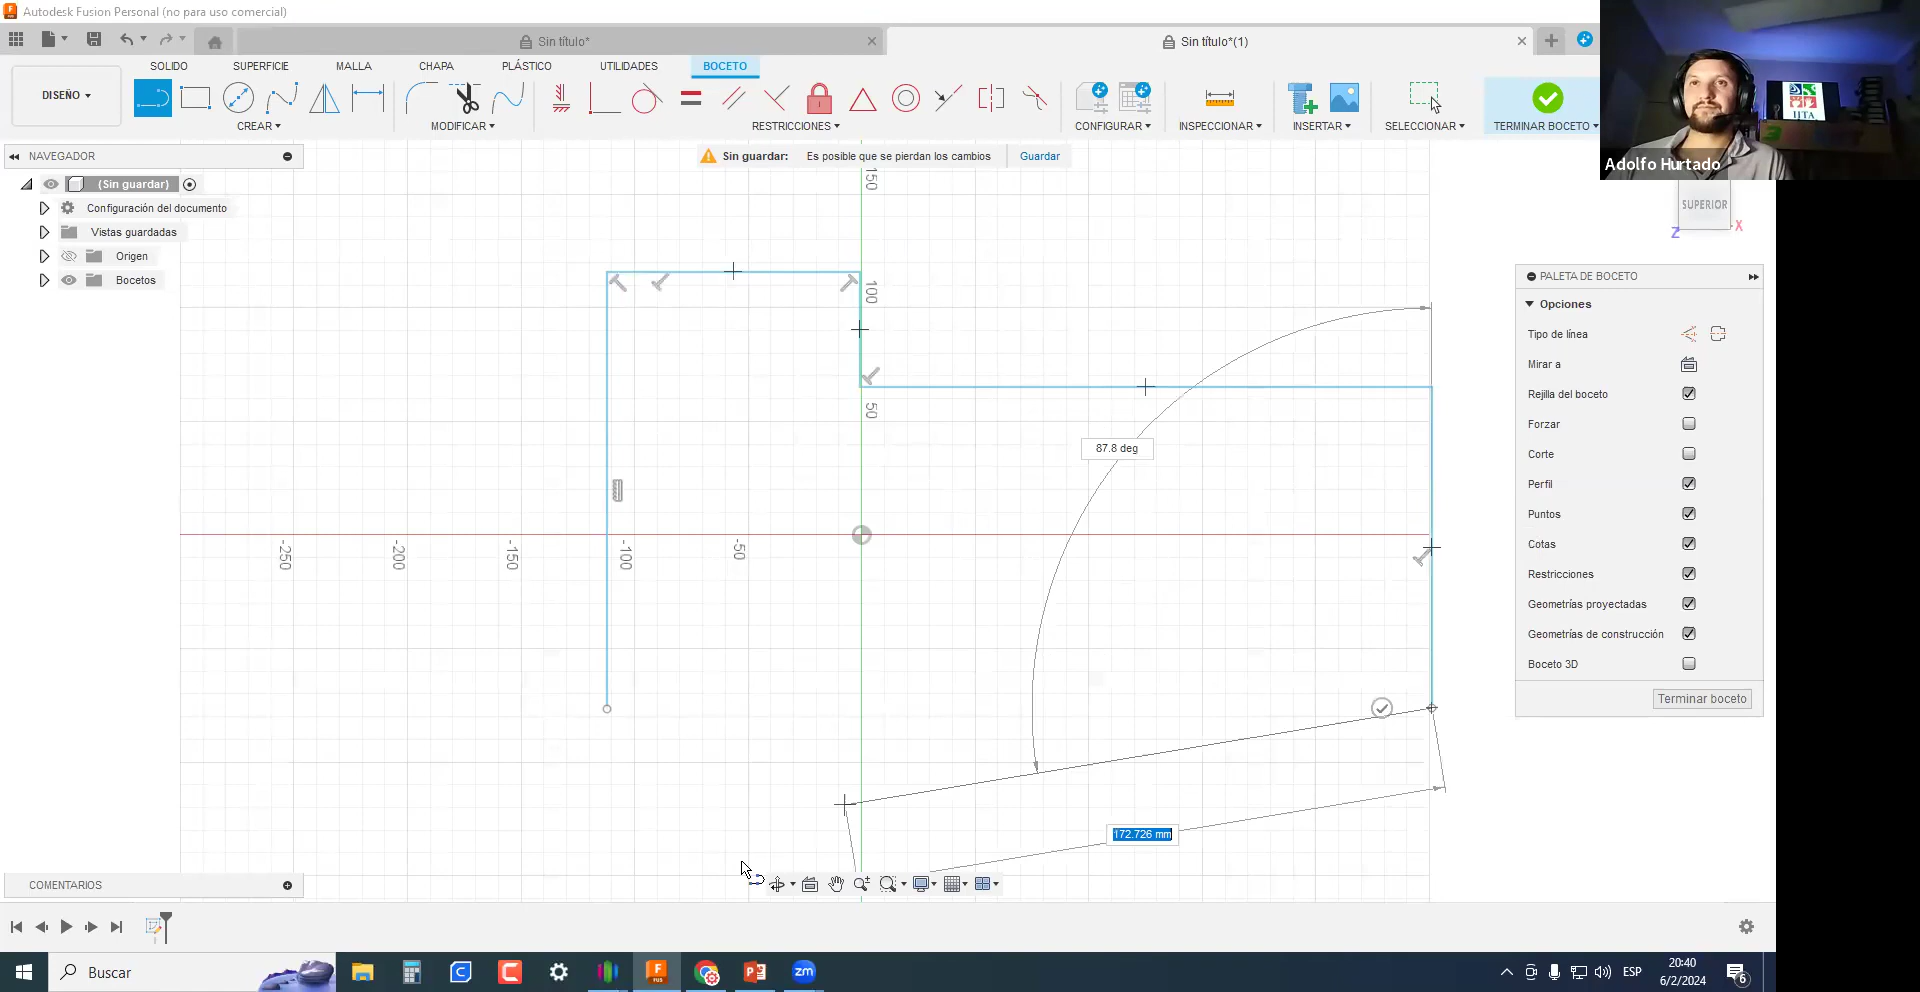 Autodesk Fusion Personal (no para uso comercial)
Sin título*
Sin título*(1)
SÓLIDO
SUPERFICIE
MALLA
CHAPA
PLÁSTICO
UTILIDADES
BOCETO
DISEÑO
CREAR
MODIFICAR
RESTRICCIONES
CONFIGURAR
INSPECCIONAR
INSERTAR
SELECCIONAR
TERMINAR BOCETO
IJTA
Adolfo Hurtado
NAVEGADOR
Sin guardar:
Es posible que se pierdan los cambios
Guardar
(Sin guardar)
Configuración del documento
Vistas guardadas
Origen
Bocetos
SUPERIOR
X
Z
150
100
50
-250
-200
-150
-100
-50
87.8 deg
172.726 mm
PALETA DE BOCETO
Opciones
Tipo de línea
Mirar a
Rejilla del boceto
Forzar
Corte
Perfil
Puntos
Cotas
Restricciones
Geometrías proyectadas
Geometrías de construcción
Boceto 3D
Terminar boceto
COMENTARIOS
Buscar
zm
ESP
20:40
6/2/2024
6